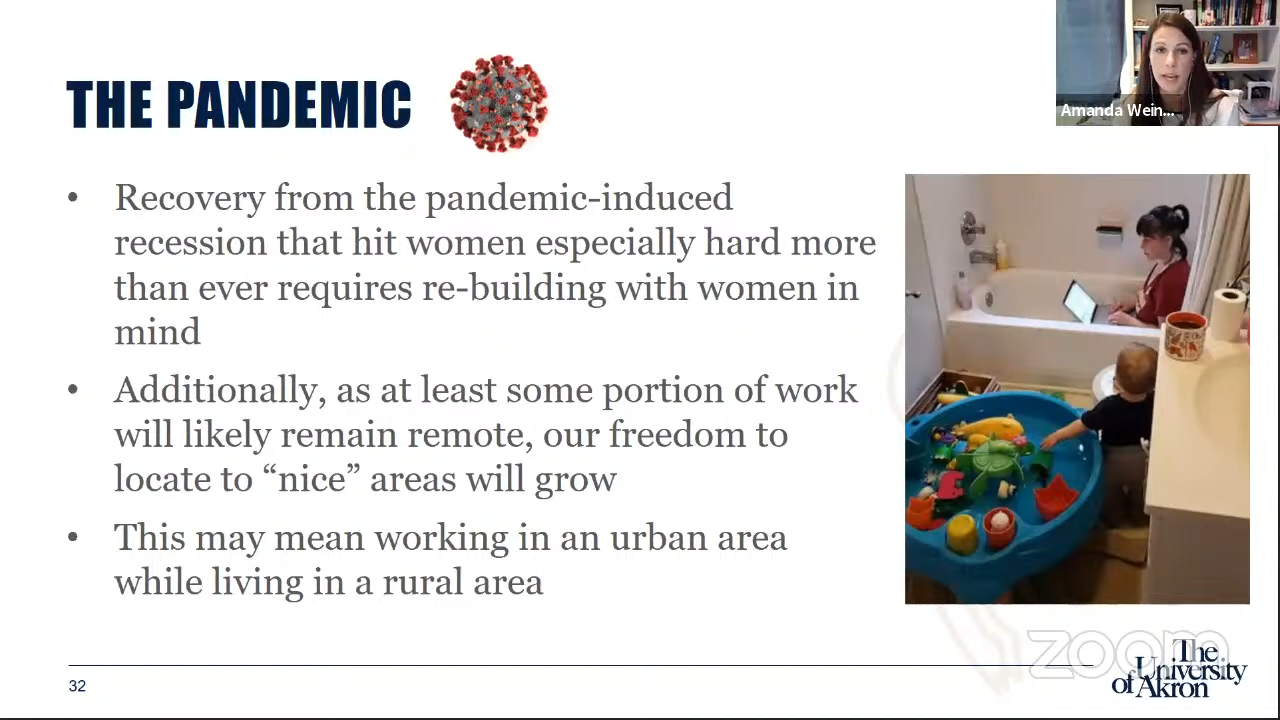 Amanda Wein...
THE PANDEMIC
• Recovery from the pandemic-induced
recession that hit women especially hard more
than ever requires re-building with women in
mind
• Additionally, as at least some portion of work
will likely remain remote, our freedom to
locate to “nice” areas will grow
• This may mean working in an urban area
while living in a rural area
32
zoom
The
University
of Akron